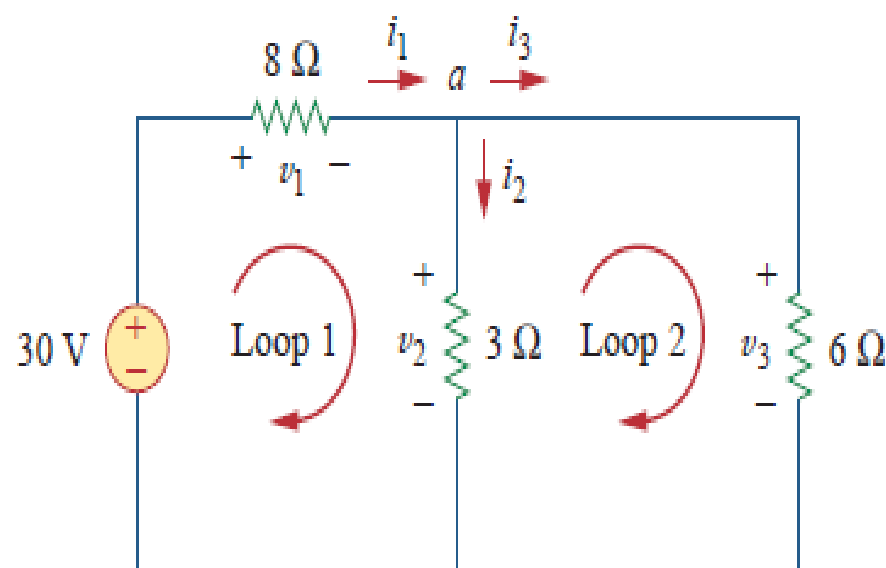 i1 i3
8 Ω a
+ v1 −
i2
+ +
30 V + − Loop 1 v2 3 Ω Loop 2 v3 6 Ω
− −